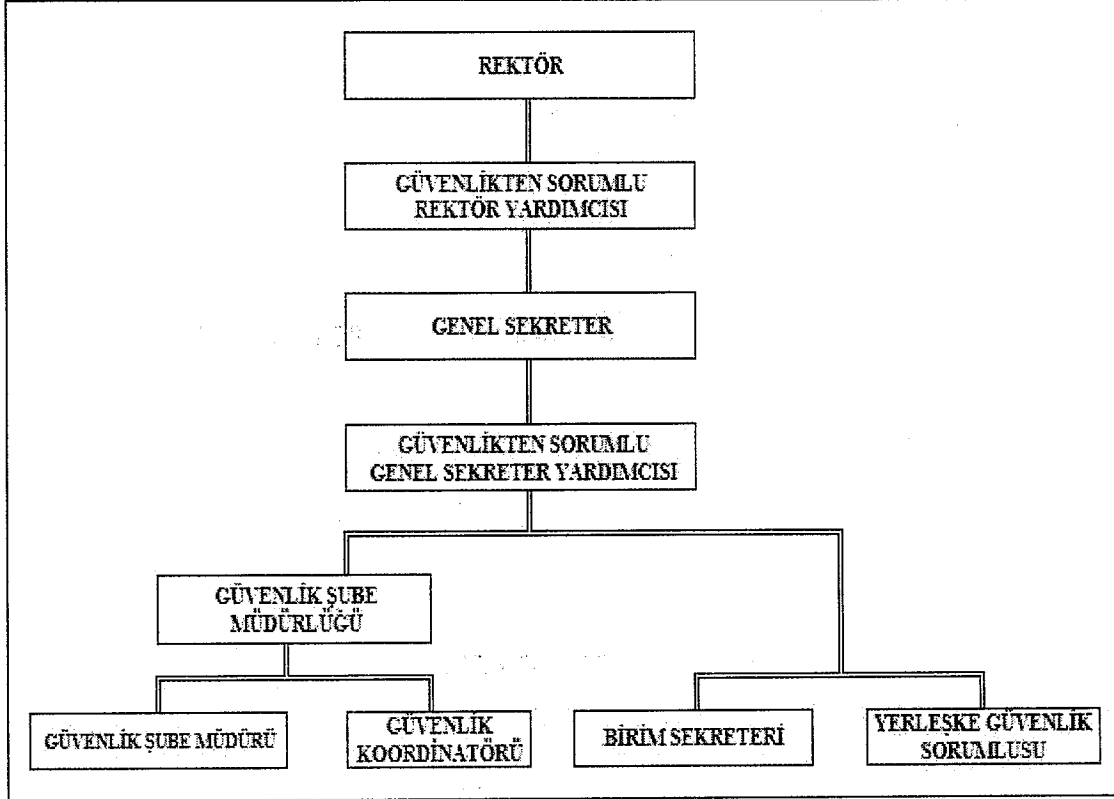 REKTÖR
GÜVENLİKTEN SORUMLU
REKTÖR YARDIMCISI
GENEL SEKRETER
GÜVENLİKTEN SORUMLU
GENEL SEKRETER YARDIMCISI
GÜVENLİK ŞUBE
MÜDÜRLÜĞÜ
GÜVENLİK ŞUBE MÜDÜRÜ
GÜVENLİK
KOORDİNATÖRÜ
BİRİM SEKRETERİ
YERLEŞKE GÜVENLİK
SORUMLUSU